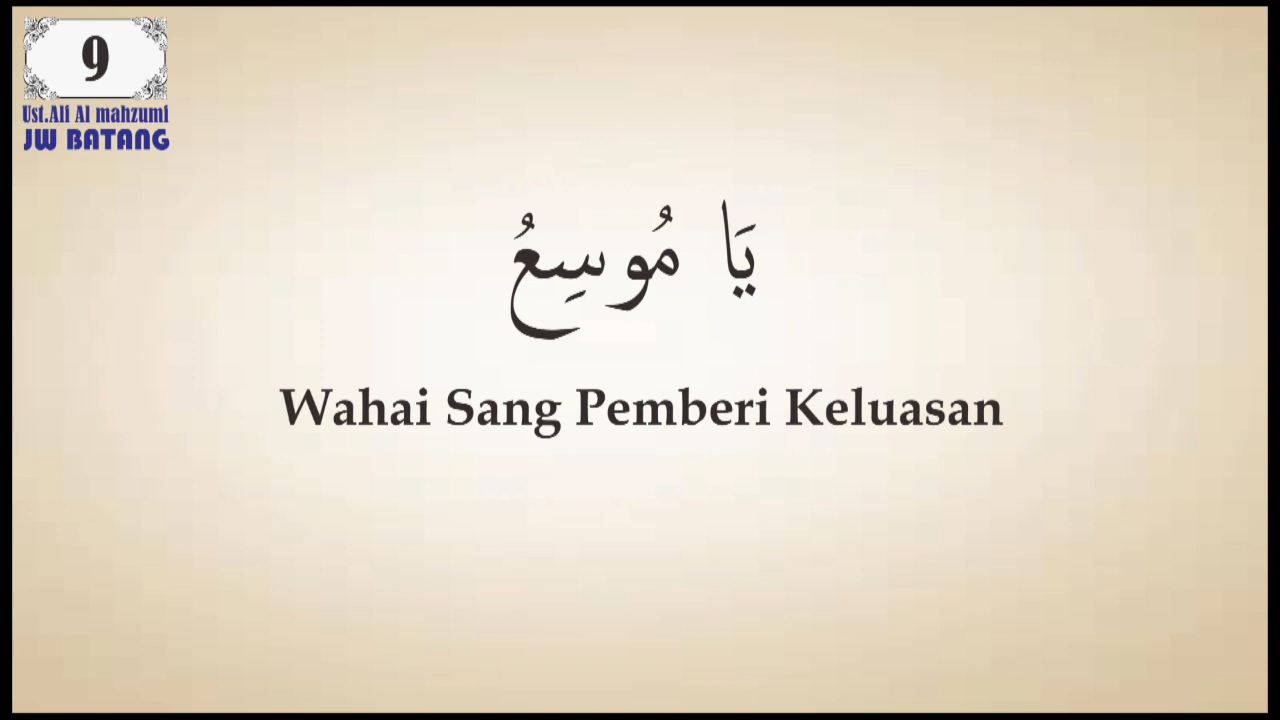 9
Ust.Ali Al mahzumi
JW BATANG
يَا مُوسِعُ
Wahai Sang Pemberi Keluasan